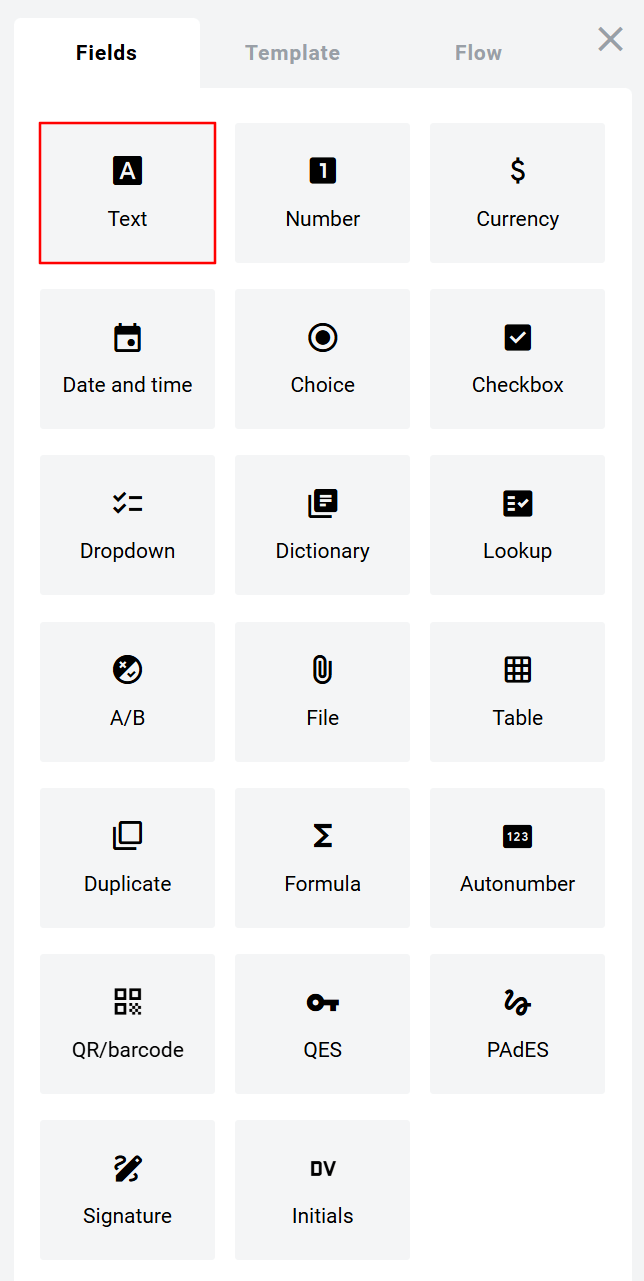 Fields Template Flow
A 1 $
Text Number Currency
Date and time Choice Checkbox
Dropdown Dictionary Lookup
A/B File Table
Σ 123
Duplicate Formula Autonumber
QR/barcode QES PAdES
DV
Signature Initials